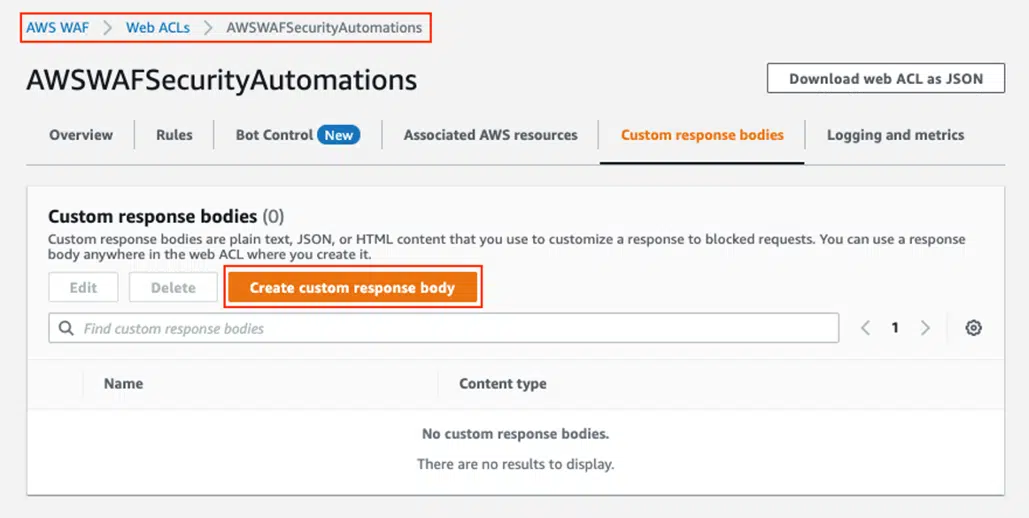 AWS WAF > Web ACLs > AWSWAFSecurityAutomations
AWSWAFSecurityAutomations
Download web ACL as JSON
Overview Rules Bot Control New Associated AWS resources Custom response bodies Logging and metrics
Custom response bodies (0)
Custom response bodies are plain text, JSON, or HTML content that you use to customize a response to blocked requests. You can use a response
body anywhere in the web ACL where you create it.
Edit Delete Create custom response body
Find custom response bodies < 1 >
Name Content type
No custom response bodies.
There are no results to display.